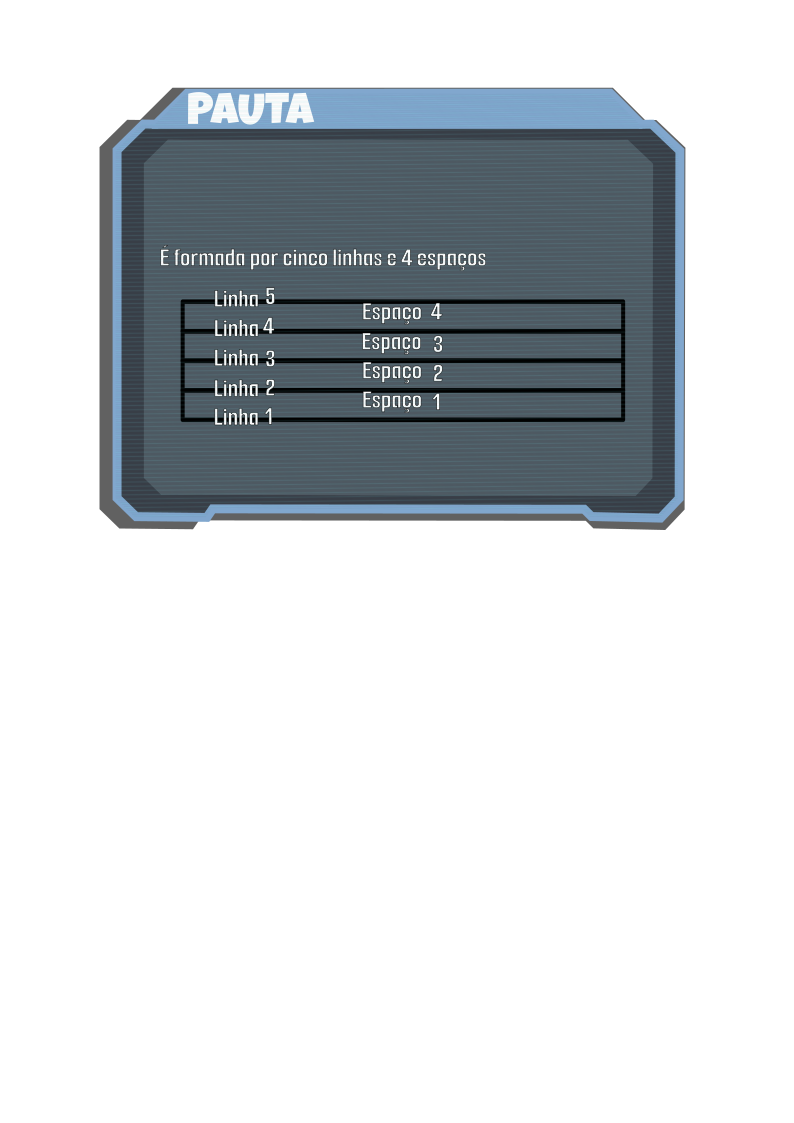 PAUTA
É formada por cinco linhas e 4 espaços
Linha 5
Espaço 4
Linha 4
Espaço 3
Linha 3
Espaço 2
Linha 2
Espaço 1
Linha 1